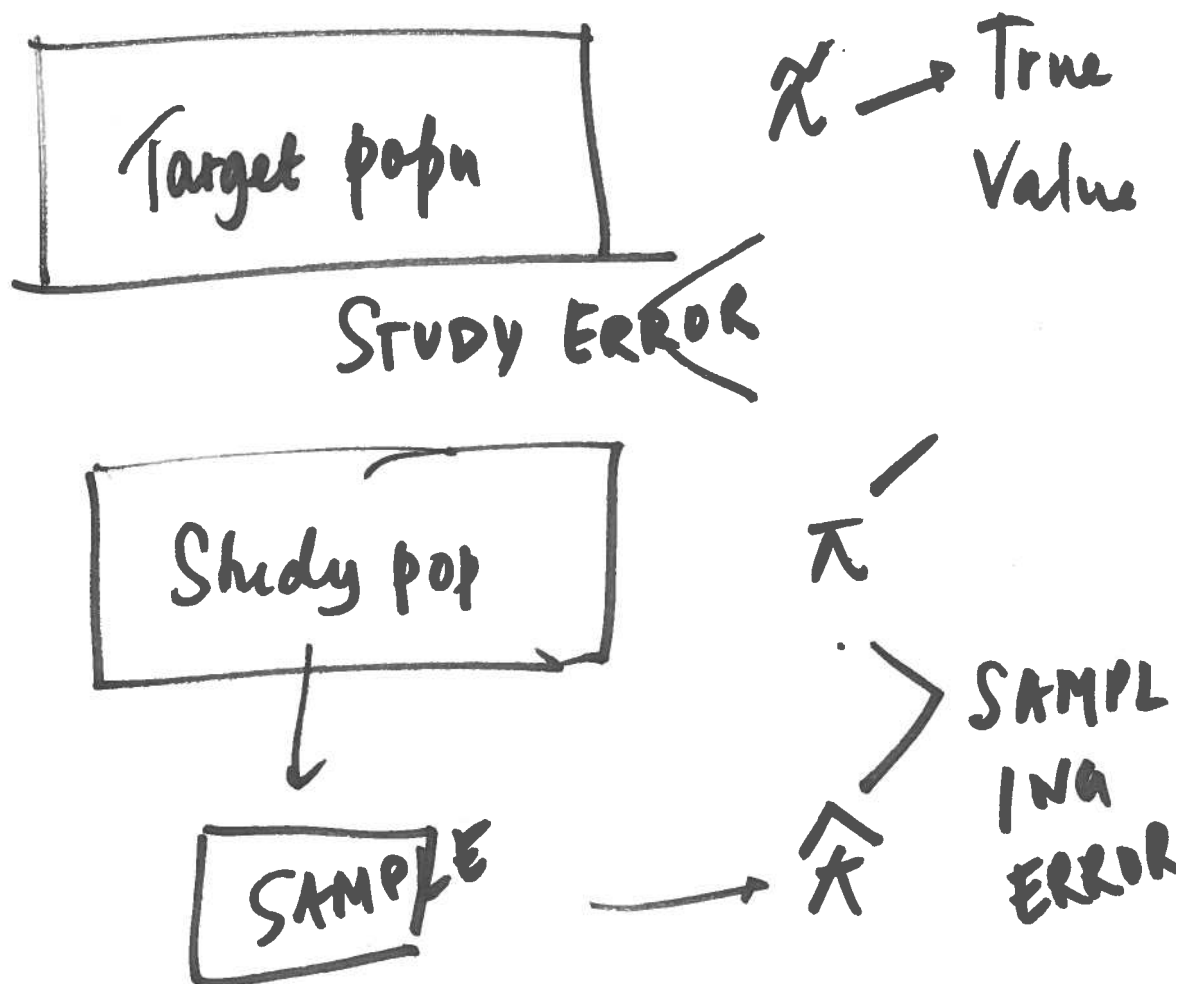 Target popn
π̃ → True
Value
STUDY ERROR
Study pop
π
SAMPL
ING
ERROR
SAMPLE
π̂